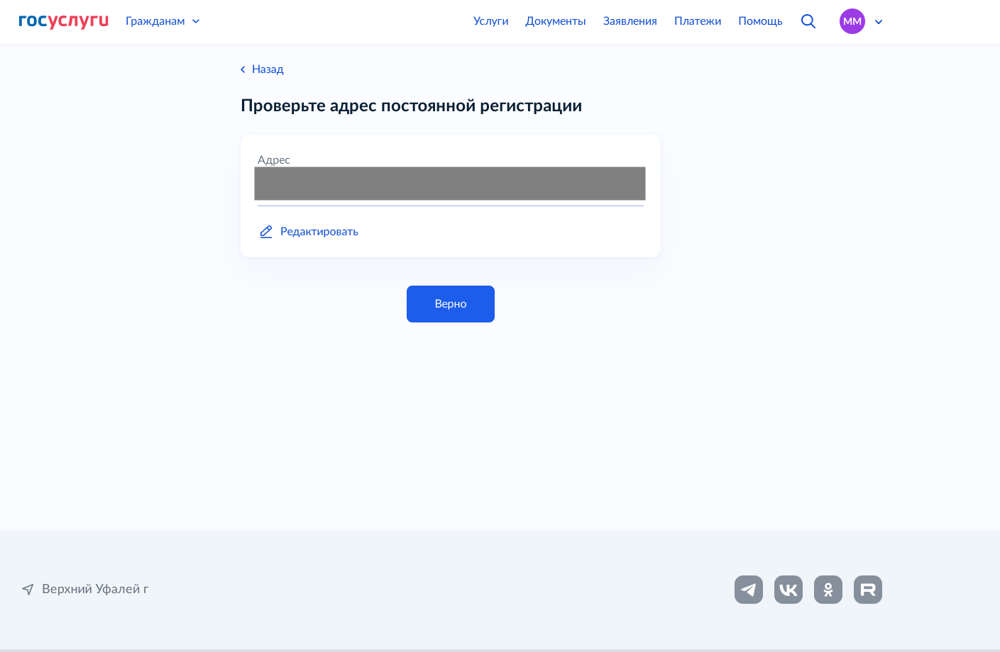 госуслуги Гражданам Услуги Документы Заявления Платежи Помощь ММ
Назад
Проверьте адрес постоянной регистрации
Адрес
Редактировать
Верно
Верхний Уфалей г